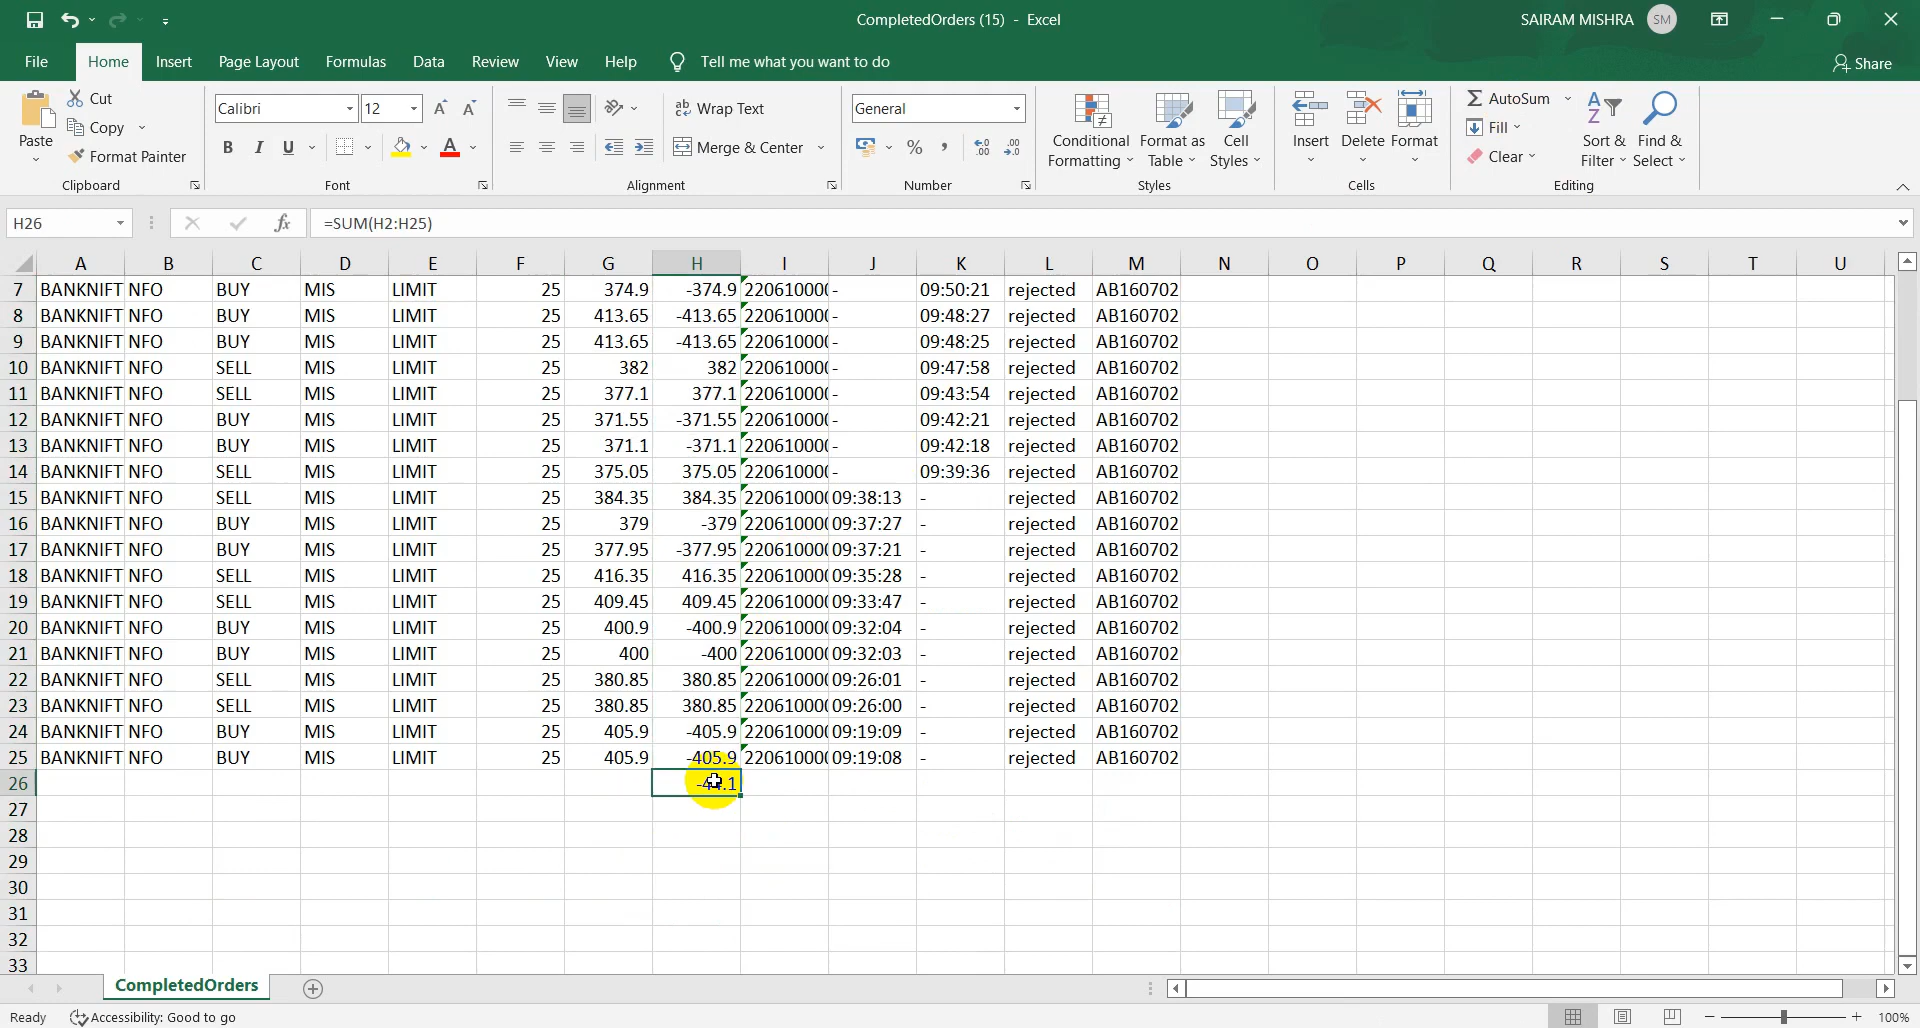 CompletedOrders (15) - Excel
SAIRAM MISHRA SM
File Home Insert Page Layout Formulas Data Review View Help Tell me what you want to do Share
Paste Cut Copy Format Painter Clipboard
Calibri 12 B I U A Font
ab Wrap Text Merge & Center Alignment
General % , Number
Conditional Formatting Format as Table Cell Styles Styles
Insert Delete Format Cells
AutoSum Fill Clear Sort & Filter Find & Select Editing
H26 fx =SUM(H2:H25)
A B C D E F G H I J K L M N O P Q R S T U
7 BANKNIFT NFO BUY MIS LIMIT 25 374.9 -374.9 - 09:50:21 rejected AB160702
8 BANKNIFT NFO BUY MIS LIMIT 25 413.65 -413.65 - 09:48:27 rejected AB160702
9 BANKNIFT NFO BUY MIS LIMIT 25 413.65 -413.65 - 09:48:25 rejected AB160702
10 BANKNIFT NFO SELL MIS LIMIT 25 382 382 - 09:47:58 rejected AB160702
11 BANKNIFT NFO SELL MIS LIMIT 25 377.1 377.1 - 09:43:54 rejected AB160702
12 BANKNIFT NFO BUY MIS LIMIT 25 371.55 -371.55 - 09:42:21 rejected AB160702
13 BANKNIFT NFO BUY MIS LIMIT 25 371.1 -371.1 - 09:42:18 rejected AB160702
14 BANKNIFT NFO SELL MIS LIMIT 25 375.05 375.05 - 09:39:36 rejected AB160702
15 BANKNIFT NFO SELL MIS LIMIT 25 384.35 384.35 09:38:13 - rejected AB160702
16 BANKNIFT NFO BUY MIS LIMIT 25 379 -379 09:37:27 - rejected AB160702
17 BANKNIFT NFO BUY MIS LIMIT 25 377.95 -377.95 09:37:21 - rejected AB160702
18 BANKNIFT NFO SELL MIS LIMIT 25 416.35 416.35 09:35:28 - rejected AB160702
19 BANKNIFT NFO SELL MIS LIMIT 25 409.45 409.45 09:33:47 - rejected AB160702
20 BANKNIFT NFO BUY MIS LIMIT 25 400.9 -400.9 09:32:04 - rejected AB160702
21 BANKNIFT NFO BUY MIS LIMIT 25 400 -400 09:32:03 - rejected AB160702
22 BANKNIFT NFO SELL MIS LIMIT 25 380.85 380.85 09:26:01 - rejected AB160702
23 BANKNIFT NFO SELL MIS LIMIT 25 380.85 380.85 09:26:00 - rejected AB160702
24 BANKNIFT NFO BUY MIS LIMIT 25 405.9 -405.9 09:19:09 - rejected AB160702
25 BANKNIFT NFO BUY MIS LIMIT 25 405.9 -405.9 09:19:08 - rejected AB160702
26
27
28
29
30
31
32
33
CompletedOrders
Ready Accessibility: Good to go 100%